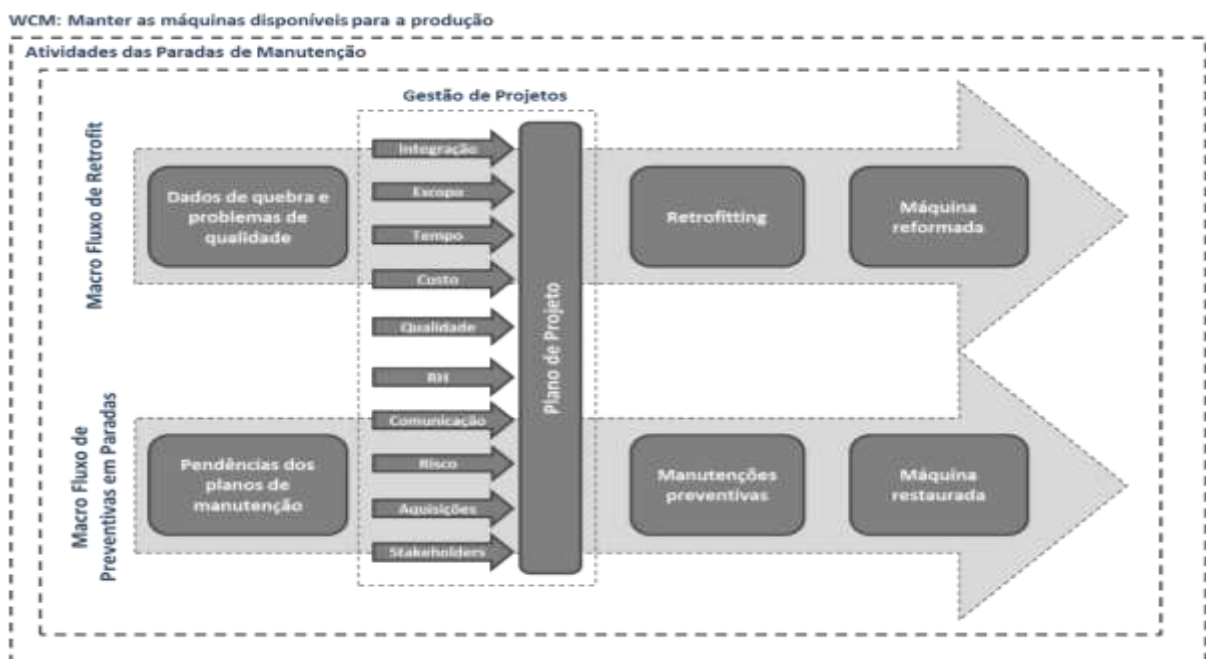 WCM: Manter as máquinas disponíveis para a produção
Atividades das Paradas de Manutenção
Gestão de Projetos
Macro Fluxo de Retrofit
Dados de quebra e
problemas de
qualidade
Integração
Escopo
Tempo
Custo
Qualidade
RH
Comunicação
Risco
Aquisições
Stakeholders
Plano de Projeto
Retrofitting
Máquina
reformada
Macro Fluxo de
Preventivas em Paradas
Pendências dos
planos de
manutenção
Manutenções
preventivas
Máquina
restaurada